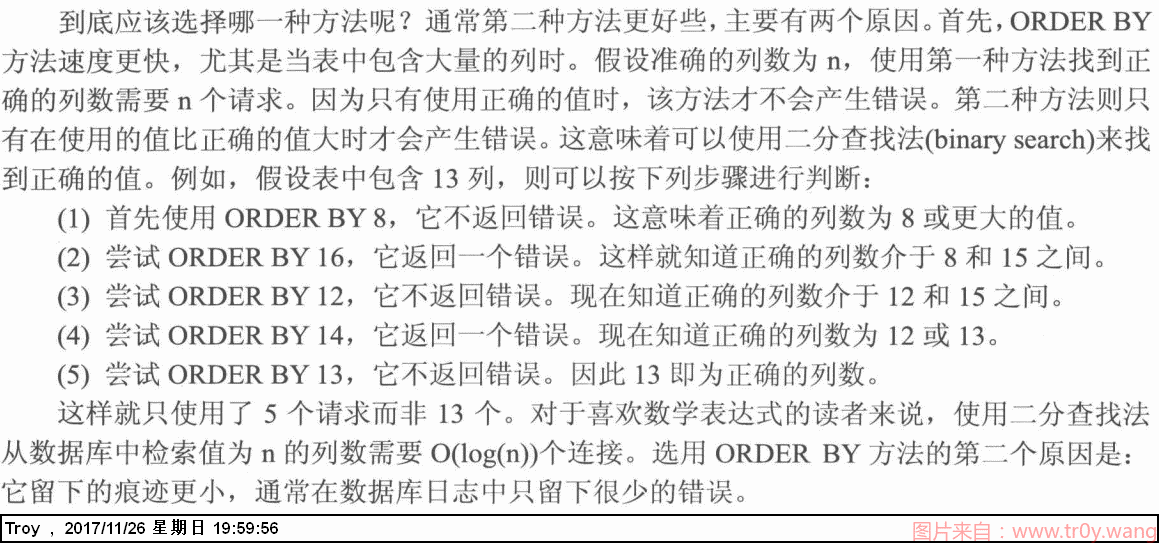 到底应该选择哪一种方法呢？通常第二种方法更好些，主要有两个原因。首先，ORDER BY
方法速度更快，尤其是当表中包含大量的列时。假设准确的列数为 n，使用第一种方法找到正
确的列数需要 n 个请求。因为只有使用正确的值时，该方法才不会产生错误。第二种方法则只
有在使用的值比正确的值大时才会产生错误。这意味着可以使用二分查找法(binary search)来找
到正确的值。例如，假设表中包含 13 列，则可以按下列步骤进行判断：
(1) 首先使用 ORDER BY 8，它不返回错误。这意味着正确的列数为 8 或更大的值。
(2) 尝试 ORDER BY 16，它返回一个错误。这样就知道正确的列数介于 8 和 15 之间。
(3) 尝试 ORDER BY 12，它不返回错误。现在知道正确的列数介于 12 和 15 之间。
(4) 尝试 ORDER BY 14，它返回一个错误。现在知道正确的列数为 12 或 13。
(5) 尝试 ORDER BY 13，它不返回错误。因此 13 即为正确的列数。
这样就只使用了 5 个请求而非 13 个。对于喜欢数学表达式的读者来说，使用二分查找法
从数据库中检索值为 n 的列数需要 O(log(n))个连接。选用 ORDER BY 方法的第二个原因是：
它留下的痕迹更小，通常在数据库日志中只留下很少的错误。
Troy , 2017/11/26 星期日 19:59:56
图片来自：www.tr0y.wang